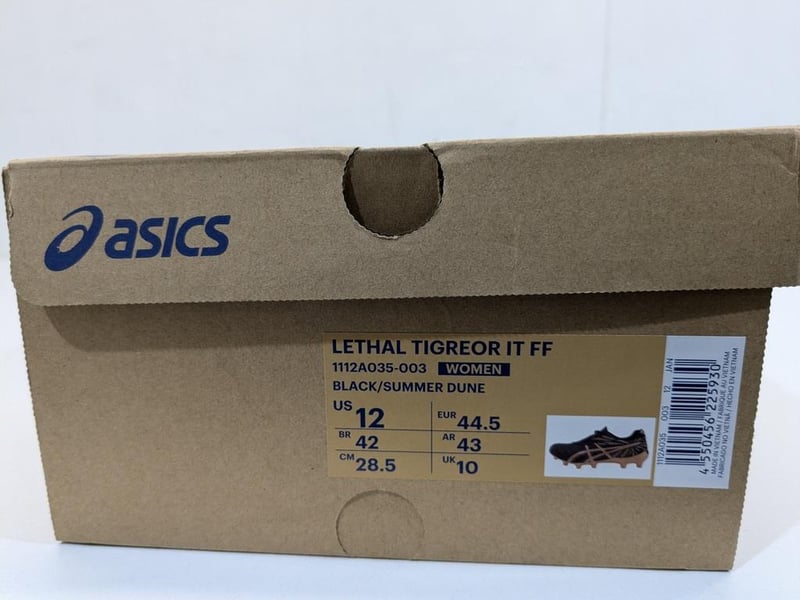 asics
LETHAL TIGREOR IT FF
1112A035-003 WOMEN
BLACK/SUMMER DUNE
US 12 EUR 44.5
BR 42 AR 43
CM 28.5 UK 10
1112A035 003 12 JAN
4 550456 225930
MADE IN VIETNAM / FABRIQUÉ AU VIETNAM
FABRICADO NO VIETNÃ / HECHO EN VIETNAM